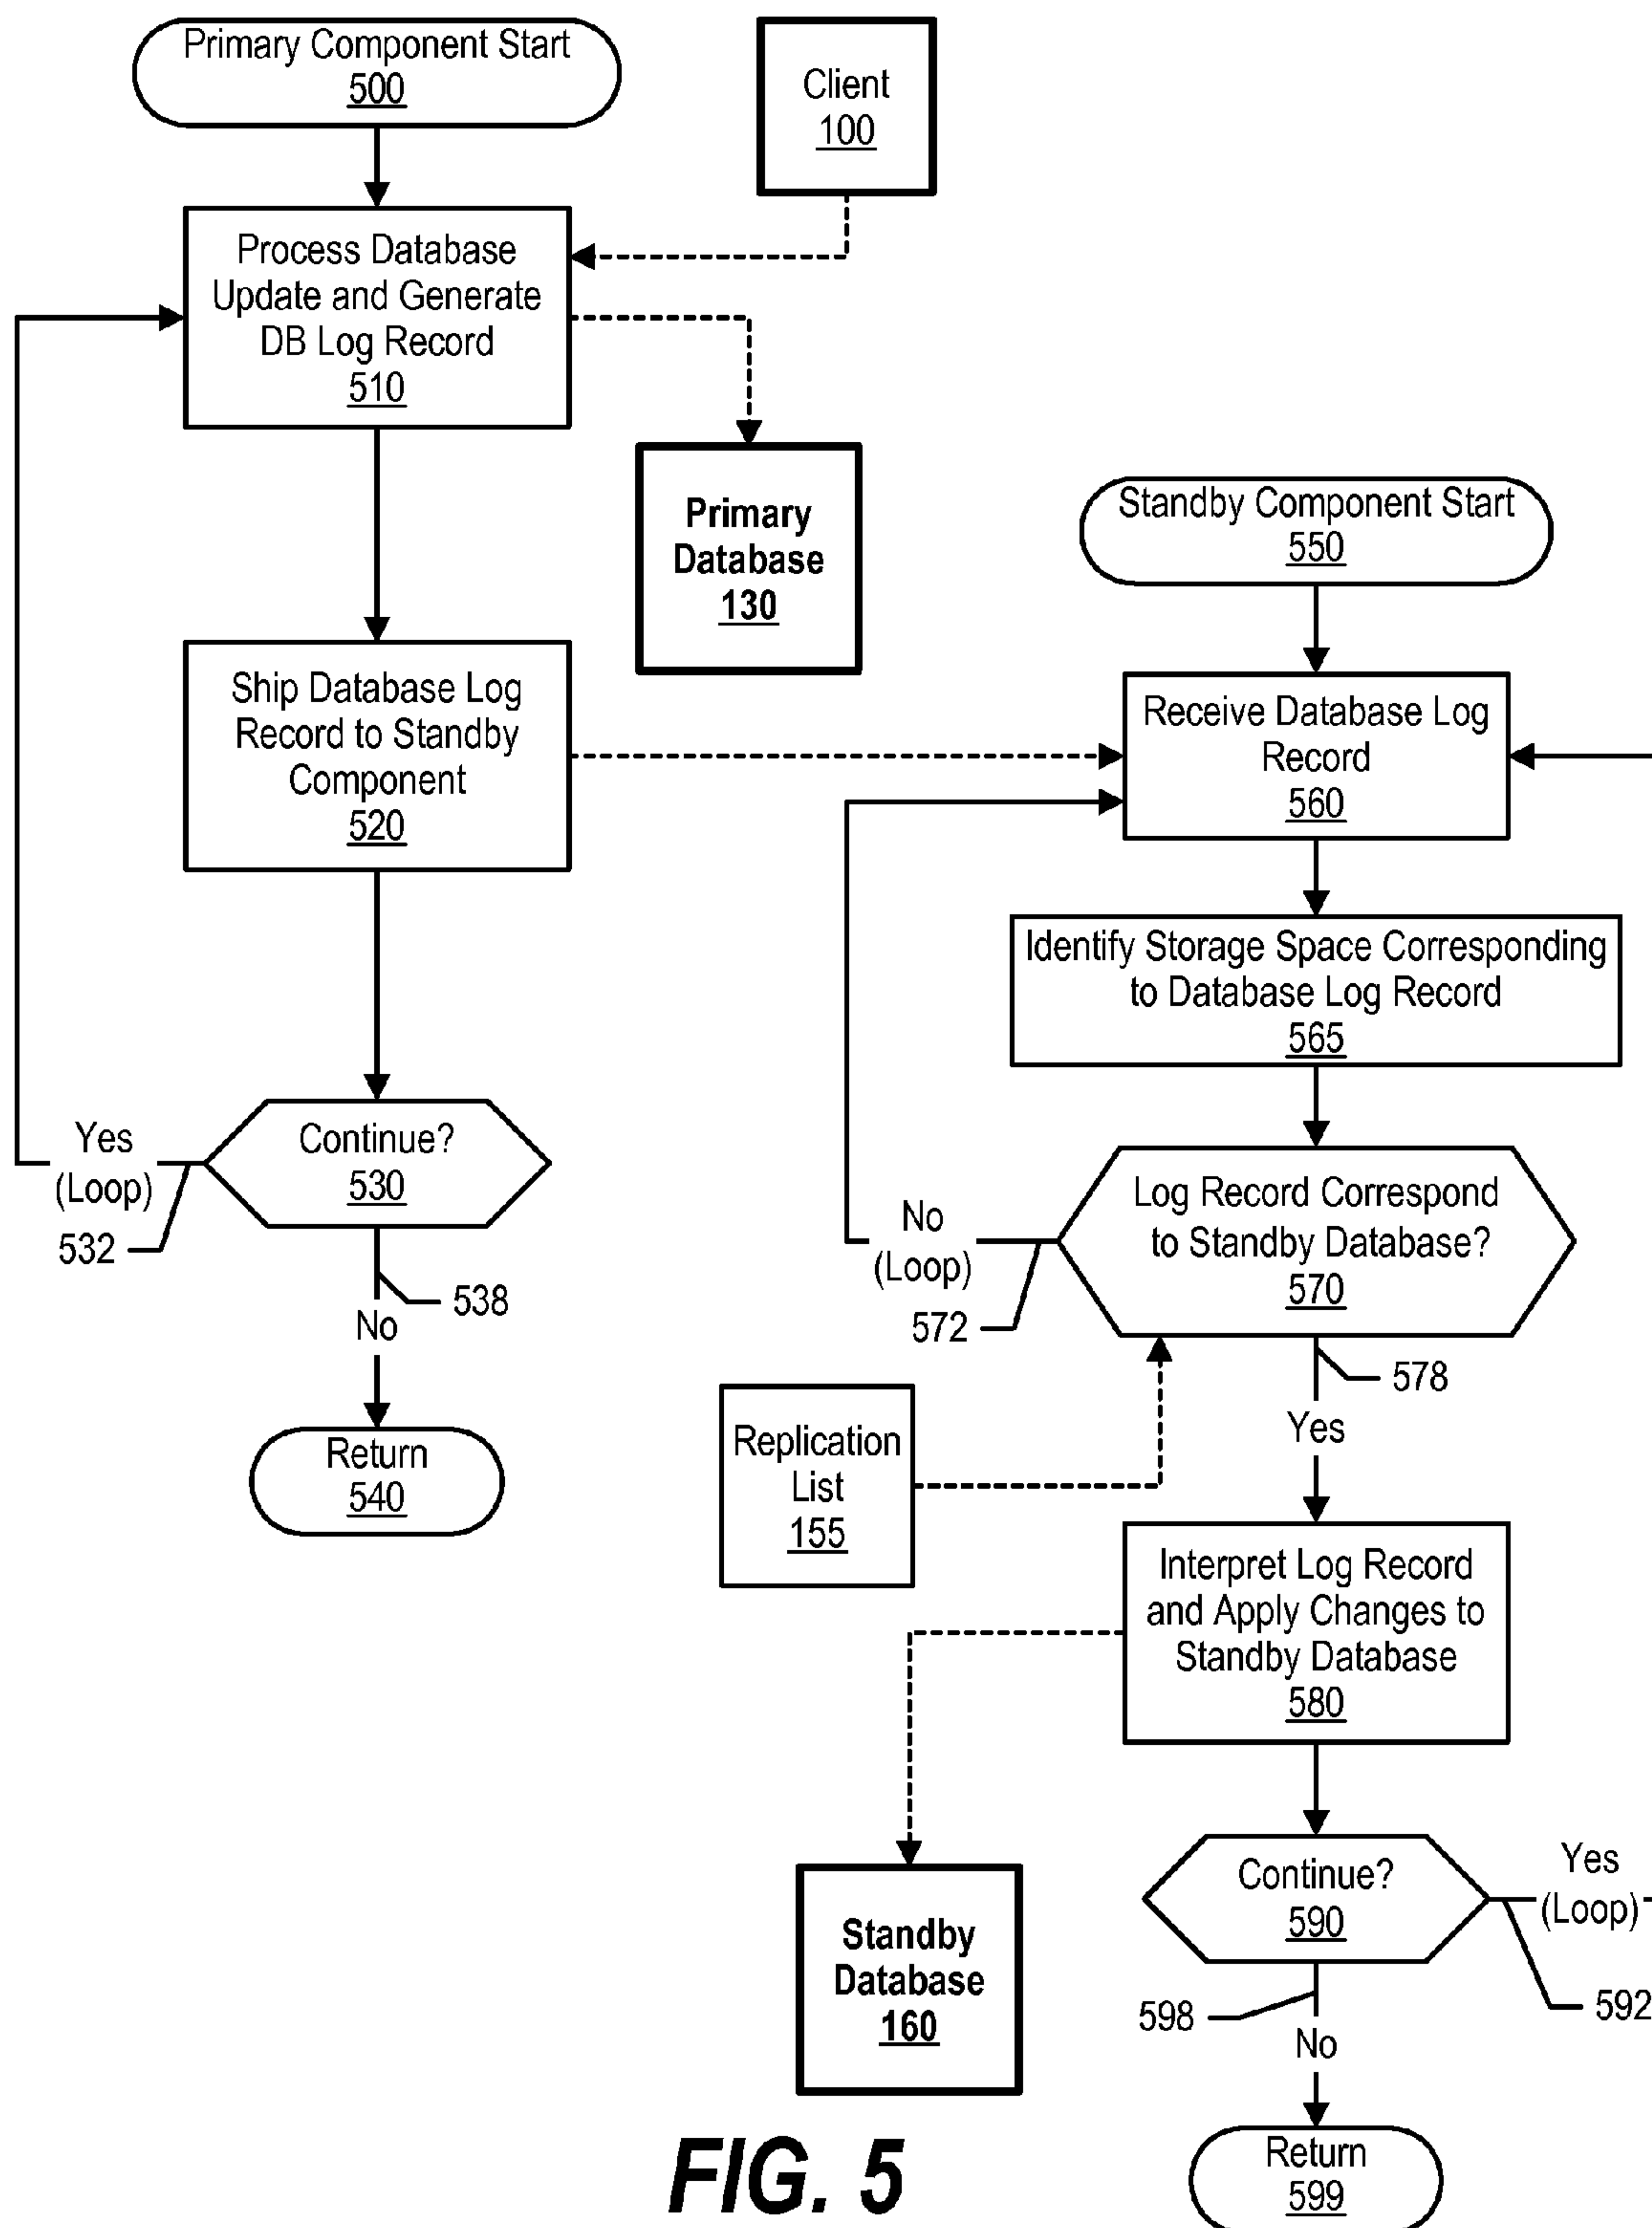 Primary Component Start
500
Client
100
Process Database
Update and Generate
DB Log Record
510
Primary
Database
130
Ship Database Log
Record to Standby
Component
520
Continue?
530
Yes
(Loop)
532
538
No
Return
540
Standby Component Start
550
Receive Database Log
Record
560
Identify Storage Space Corresponding
to Database Log Record
565
Log Record Correspond
to Standby Database?
570
No
(Loop)
572
578
Yes
Replication
List
155
Interpret Log Record
and Apply Changes to
Standby Database
580
Standby
Database
160
Continue?
590
Yes
(Loop)
592
598
No
Return
599
FIG. 5